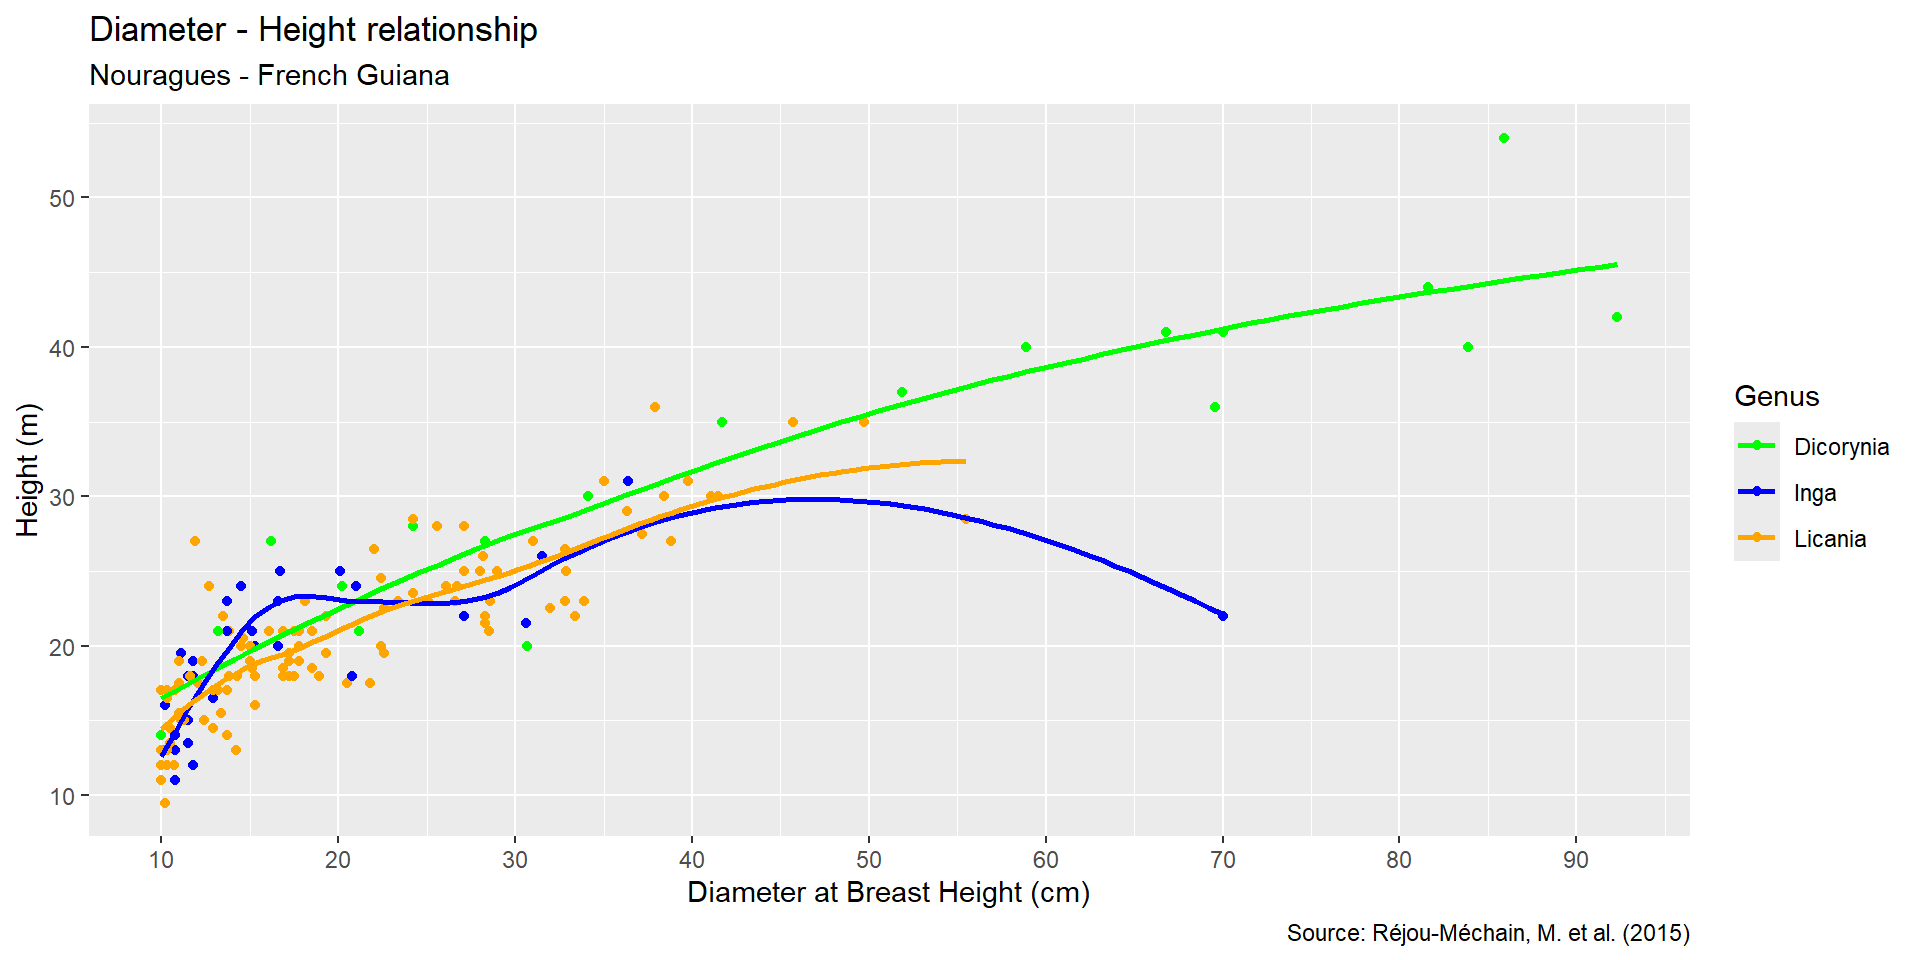 Diameter - Height relationship
Nouragues - French Guiana
50
40
30
20
10
Height (m)
10 20 30 40 50 60 70 80 90
Diameter at Breast Height (cm)
Genus
Dicorynia
Inga
Licania
Source: Réjou-Méchain, M. et al. (2015)